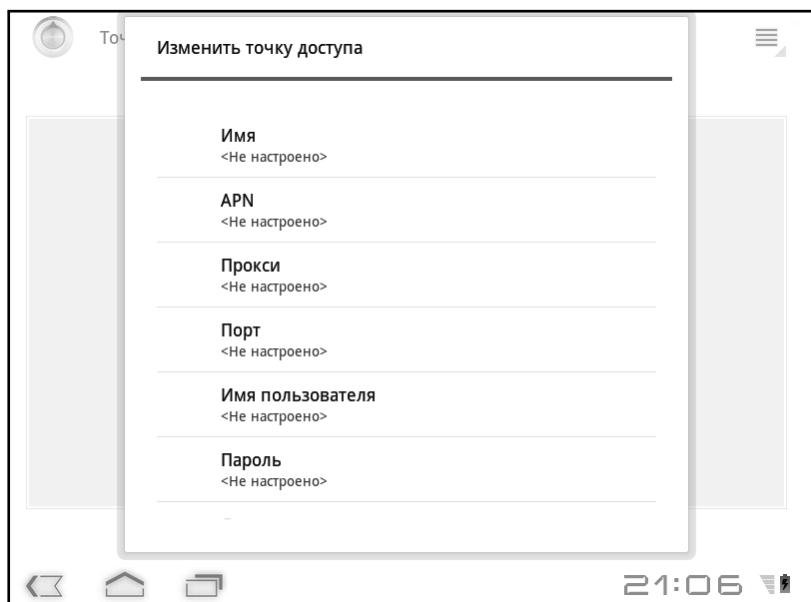 Точ
Изменить точку доступа
Имя
<Не настроено>
APN
<Не настроено>
Прокси
<Не настроено>
Порт
<Не настроено>
Имя пользователя
<Не настроено>
Пароль
<Не настроено>
21:06